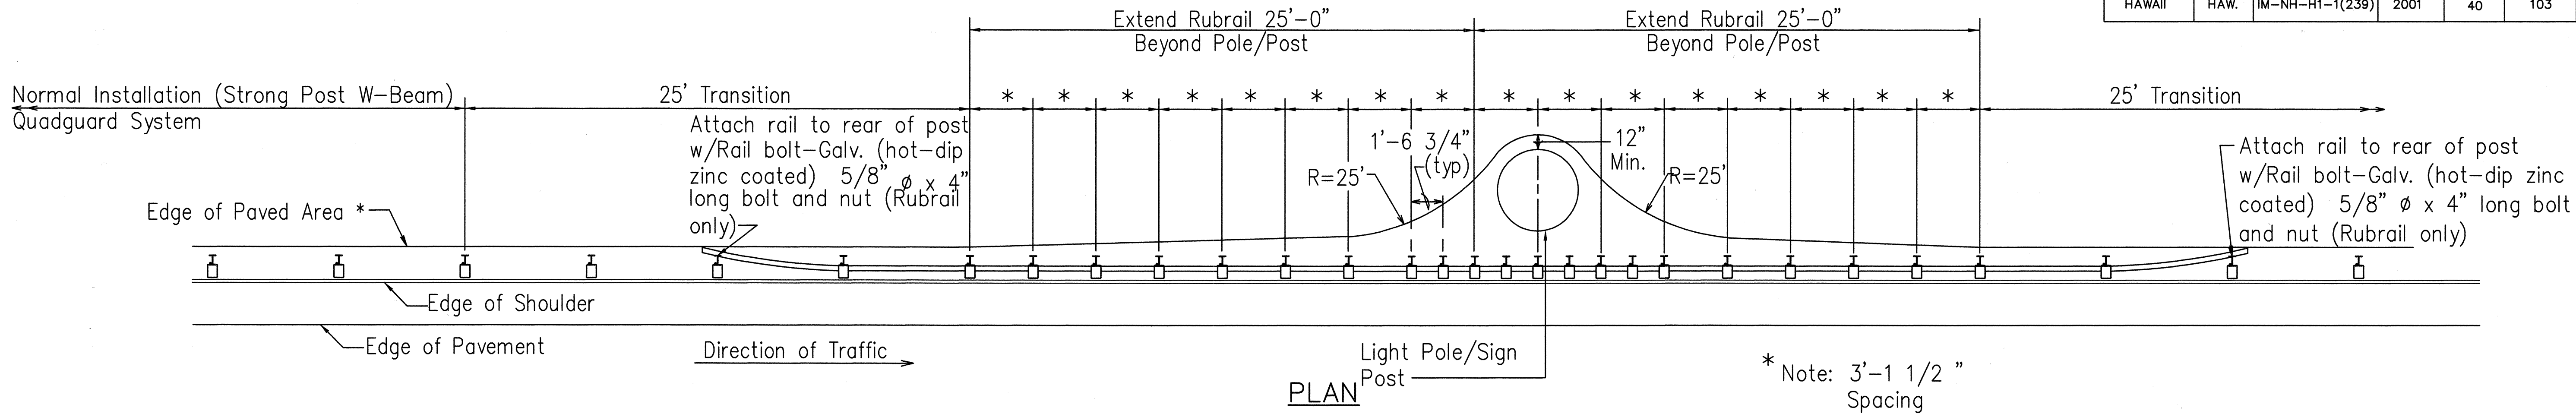 HAWAII HAW. IM-NH-H1-1(239) 2001 40 103
Extend Rubrail 25'-0"
Beyond Pole/Post
Extend Rubrail 25'-0"
Beyond Pole/Post
Normal Installation (Strong Post W-Beam)
Quadguard System
25' Transition
* * * * * * * * * * * * * * * *
25' Transition
Attach rail to rear of post
w/Rail bolt-Galv. (hot-dip
zinc coated) 5/8" ø x 4"
long bolt and nut (Rubrail
only)
1'-6 3/4"
(typ)
12"
Min.
R=25'
R=25'
Attach rail to rear of post
w/Rail bolt-Galv. (hot-dip zinc
coated) 5/8" ø x 4" long bolt
and nut (Rubrail only)
Edge of Paved Area *
Edge of Shoulder
Edge of Pavement
Direction of Traffic
Light Pole/Sign
Post
PLAN
* Note: 3'-1 1/2 "
Spacing